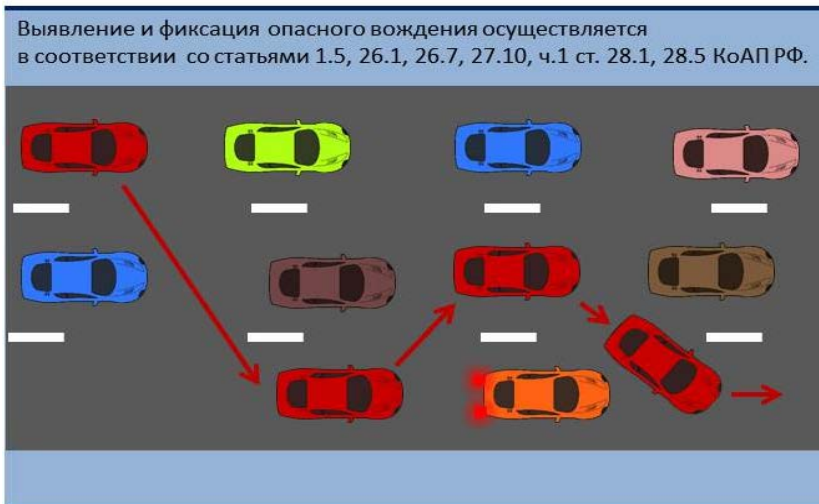 Выявление и фиксация опасного вождения осуществляется
в соответствии со статьями 1.5, 26.1, 26.7, 27.10, ч.1 ст. 28.1, 28.5 КоАП РФ.